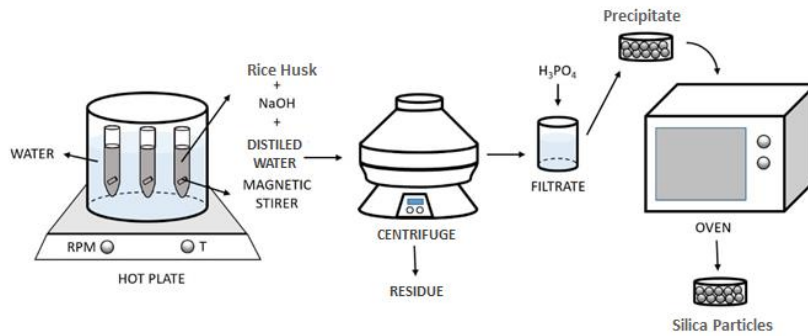 Precipitate
Rice Husk
+
NaOH
+
DISTILED
WATER
MAGNETIC
STIRER
WATER
RPM
T
HOT PLATE
CENTRIFUGE
RESIDUE
H₃PO₄
FILTRATE
OVEN
Silica Particles